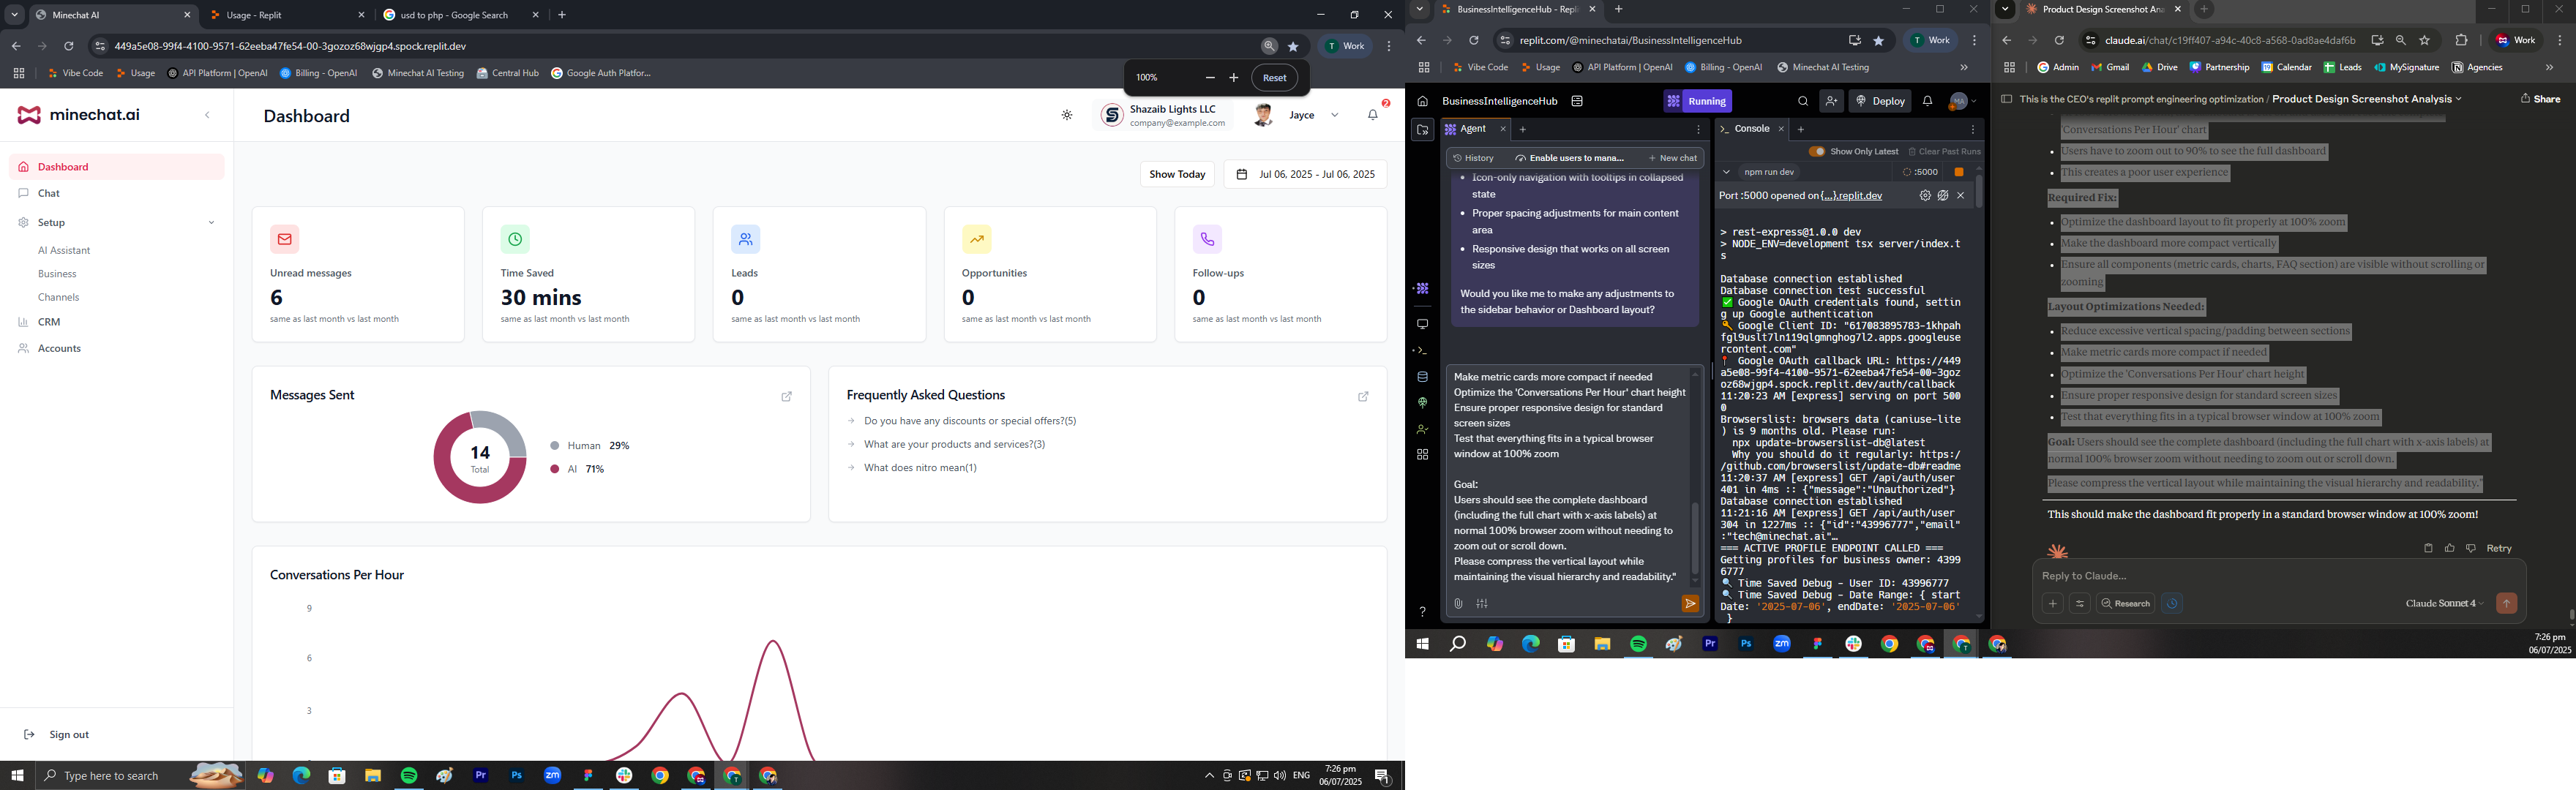 Minechat AI
Usage - Replit
usd to php - Google Search
449a5e08-99f4-4100-9571-62eeba47fe54-00-3gozoz68wjgp4.spock.replit.dev
T Work
Vibe Code
Usage
API Platform | OpenAI
Billing - OpenAI
Minechat AI Testing
Central Hub
Google Auth Platfor...
100%
Reset
minechat.ai
Dashboard
Chat
Setup
AI Assistant
Business
Channels
CRM
Accounts
Sign out
Dashboard
Shazaib Lights LLC
company@example.com
Jayce
2
Show Today
Jul 06, 2025 - Jul 06, 2025
Unread messages
6
same as last month vs last month
Time Saved
30 mins
same as last month vs last month
Leads
0
same as last month vs last month
Opportunities
0
same as last month vs last month
Follow-ups
0
same as last month vs last month
Messages Sent
14
Total
Human 29%
AI 71%
Frequently Asked Questions
Do you have any discounts or special offers?(5)
What are your products and services?(3)
What does nitro mean(1)
Conversations Per Hour
9
6
3
Type here to search
Pr
Ps
zm
ENG
7:26 pm
06/07/2025
BusinessIntelligenceHub - Repl
replit.com/@minechatai/BusinessIntelligenceHub
T Work
Vibe Code
Usage
API Platform | OpenAI
Billing - OpenAI
Minechat AI Testing
BusinessIntelligenceHub
Running
Deploy
MA
Agent
History
Enable users to mana...
New chat
Icon-only navigation with tooltips in collapsed
state
Proper spacing adjustments for main content
area
Responsive design that works on all screen
sizes
Would you like me to make any adjustments to
the sidebar behavior or Dashboard layout?
Make metric cards more compact if needed
Optimize the 'Conversations Per Hour' chart height
Ensure proper responsive design for standard
screen sizes
Test that everything fits in a typical browser
window at 100% zoom
Goal:
Users should see the complete dashboard
(including the full chart with x-axis labels) at
normal 100% browser zoom without needing to
zoom out or scroll down.
Please compress the vertical layout while
maintaining the visual hierarchy and readability."
Console
Show Only Latest
Clear Past Runs
npm run dev
:5000
Port :5000 opened on {...}.replit.dev
> rest-express@1.0.0 dev
> NODE_ENV=development tsx server/index.t
s
Database connection established
Database connection test successful
✅ Google OAuth credentials found, settin
g up Google authentication
🔑 Google Client ID: "617083895783-1khpah
fgl9uslt7ln119qlgmnghog7l2.apps.googleuse
rcontent.com"
📍 Google OAuth callback URL: https://449
a5e08-99f4-4100-9571-62eeba47fe54-00-3goz
oz68wjgp4.spock.replit.dev/auth/callback
11:20:23 AM [express] serving on port 500
0
Browserslist: browsers data (caniuse-lite
) is 9 months old. Please run:
npx update-browserslist-db@latest
Why you should do it regularly: https:/
/github.com/browserslist/update-db#readme
11:20:37 AM [express] GET /api/auth/user
401 in 4ms :: {"message":"Unauthorized"}
Database connection established
11:21:16 AM [express] GET /api/auth/user
304 in 1227ms :: {"id":"43996777","email"
:"tech@minechat.ai"…
=== ACTIVE PROFILE ENDPOINT CALLED ===
Getting profiles for business owner: 4399
6777
🔍 Time Saved Debug - User ID: 43996777
🔍 Time Saved Debug - Date Range: { start
Date: '2025-07-06', endDate: '2025-07-06'
}
Product Design Screenshot Ana
claude.ai/chat/c19ff407-a94c-40c8-a568-0ad8ae4daf6b
Work
Admin
Gmail
Drive
Partnership
Calendar
Leads
MySignature
Agencies
This is the CEO's replit prompt engineering optimization / Product Design Screenshot Analysis
Share
'Conversations Per Hour' chart
Users have to zoom out to 90% to see the full dashboard
This creates a poor user experience
Required Fix:
Optimize the dashboard layout to fit properly at 100% zoom
Make the dashboard more compact vertically
Ensure all components (metric cards, charts, FAQ section) are visible without scrolling or
zooming
Layout Optimizations Needed:
Reduce excessive vertical spacing/padding between sections
Make metric cards more compact if needed
Optimize the 'Conversations Per Hour' chart height
Ensure proper responsive design for standard screen sizes
Test that everything fits in a typical browser window at 100% zoom
Goal: Users should see the complete dashboard (including the full chart with x-axis labels) at
normal 100% browser zoom without needing to zoom out or scroll down.
Please compress the vertical layout while maintaining the visual hierarchy and readability."
This should make the dashboard fit properly in a standard browser window at 100% zoom!
Retry
Reply to Claude...
Research
Claude Sonnet 4
Pr
Ps
zm
7:26 pm
06/07/2025